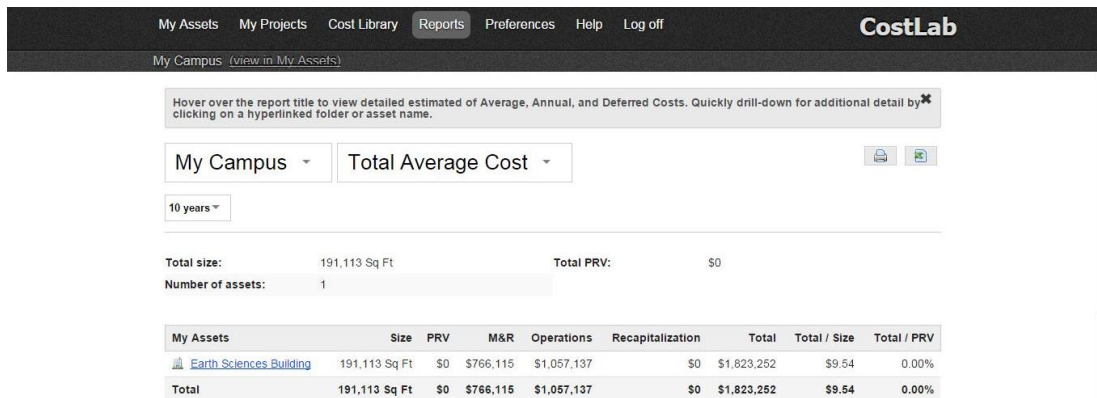 My Assets My Projects Cost Library Reports Preferences Help Log off CostLab
My Campus (view in My Assets)
Hover over the report title to view detailed estimated of Average, Annual, and Deferred Costs. Quickly drill-down for additional detail by
clicking on a hyperlinked folder or asset name.
My Campus Total Average Cost
10 years
Total size: 191,113 Sq Ft Total PRV: $0
Number of assets: 1
My Assets Size PRV M&R Operations Recapitalization Total Total / Size Total / PRV
Earth Sciences Building 191,113 Sq Ft $0 $766,115 $1,057,137 $0 $1,823,252 $9.54 0.00%
Total 191,113 Sq Ft $0 $766,115 $1,057,137 $0 $1,823,252 $9.54 0.00%